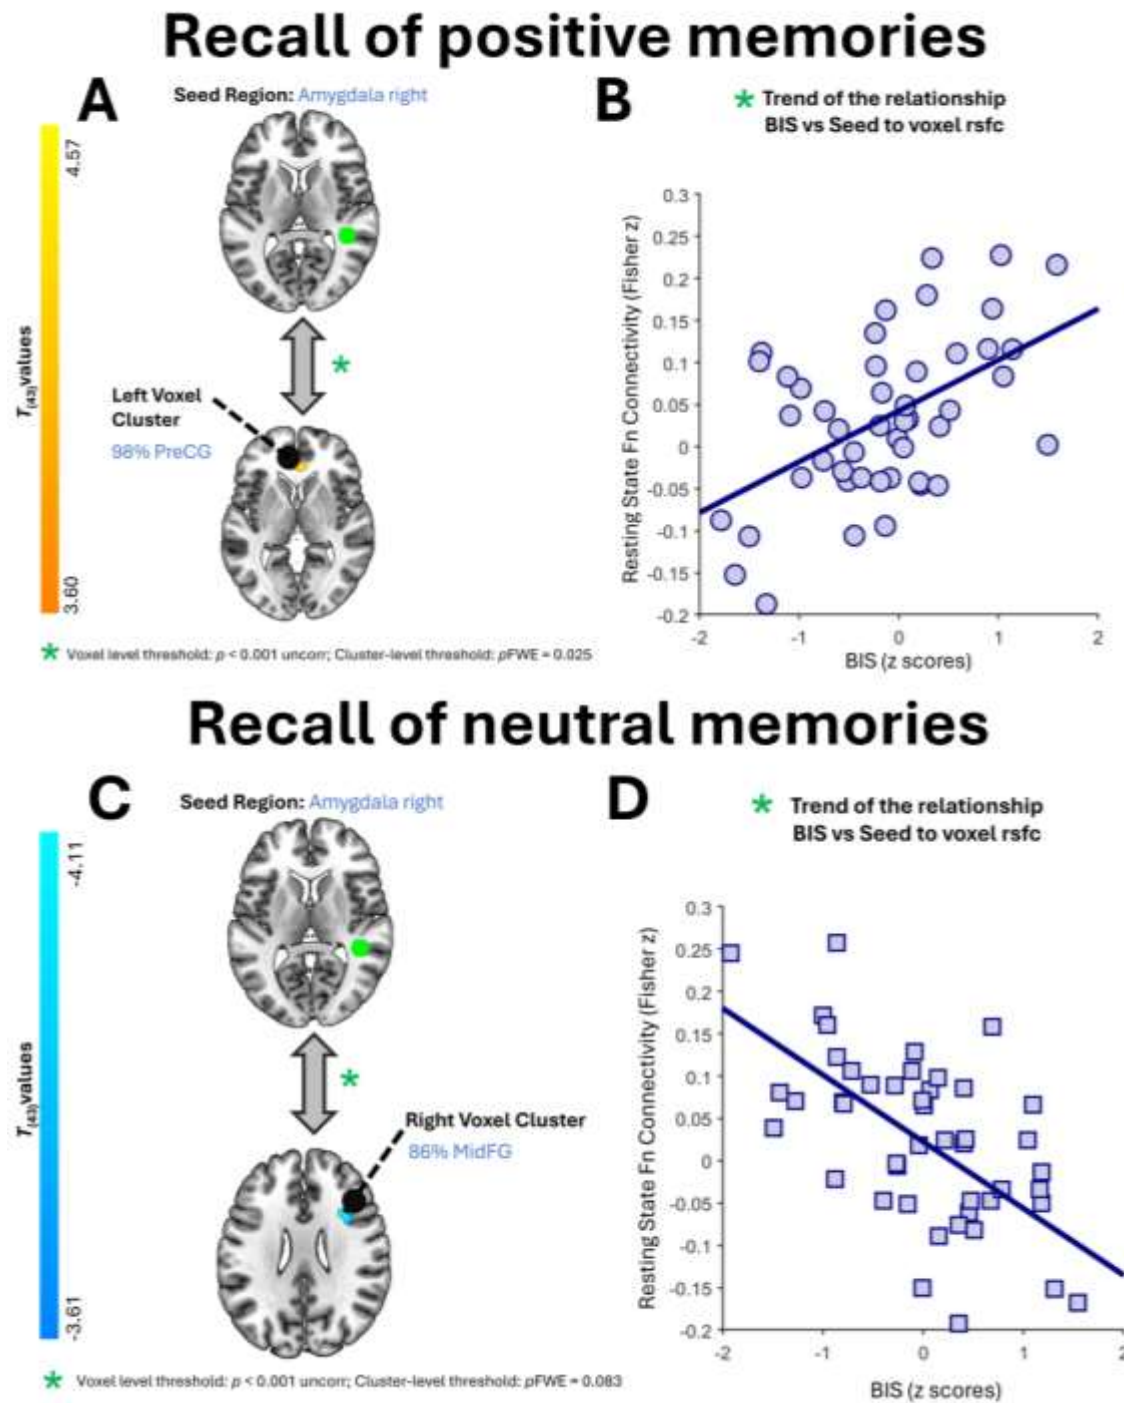 Recall of positive memories
A
Seed Region: Amygdala right
4.57
T(43)values
3.60
*
Left Voxel
Cluster
98% PreCG
* Voxel level threshold: p < 0.001 uncorr; Cluster-level threshold: pFWE = 0.025
B
* Trend of the relationship
BIS vs Seed to voxel rsfc
Resting State Fn Connectivity (Fisher z)
0.3
0.25
0.2
0.15
0.1
0.05
0
-0.05
-0.1
-0.15
-0.2
-2 -1 0 1 2
BIS (z scores)
Recall of neutral memories
C
Seed Region: Amygdala right
-4.11
T(43)values
-3.61
*
Right Voxel Cluster
86% MidFG
* Voxel level threshold: p < 0.001 uncorr; Cluster-level threshold: pFWE = 0.083
D
* Trend of the relationship
BIS vs Seed to voxel rsfc
Resting State Fn Connectivity (Fisher z)
0.3
0.25
0.2
0.15
0.1
0.05
0
-0.05
-0.1
-0.15
-0.2
-2 -1 0 1 2
BIS (z scores)